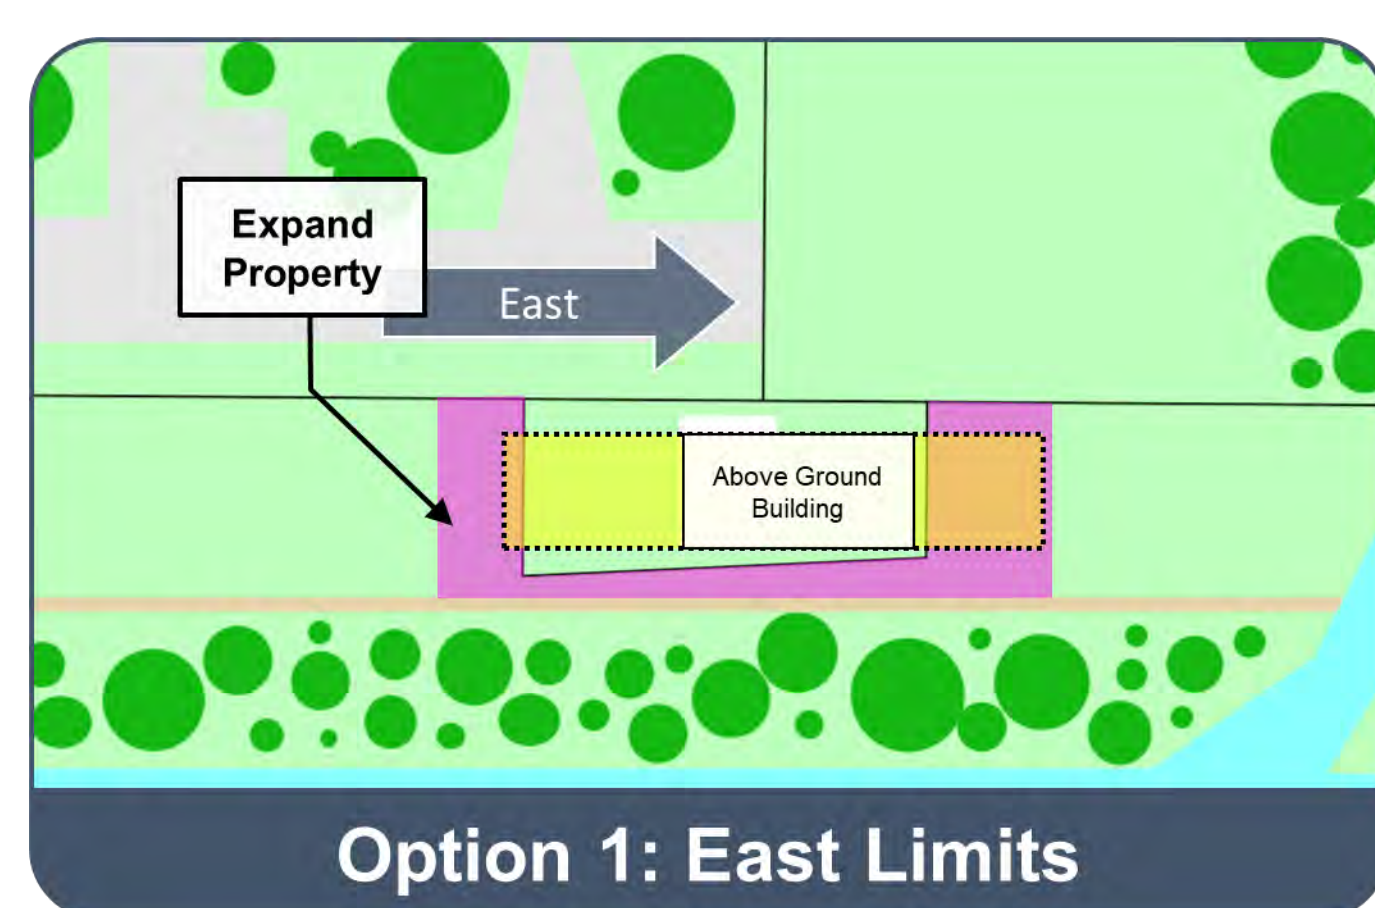 Expand
Property
East
Above Ground
Building
Option 1: East Limits